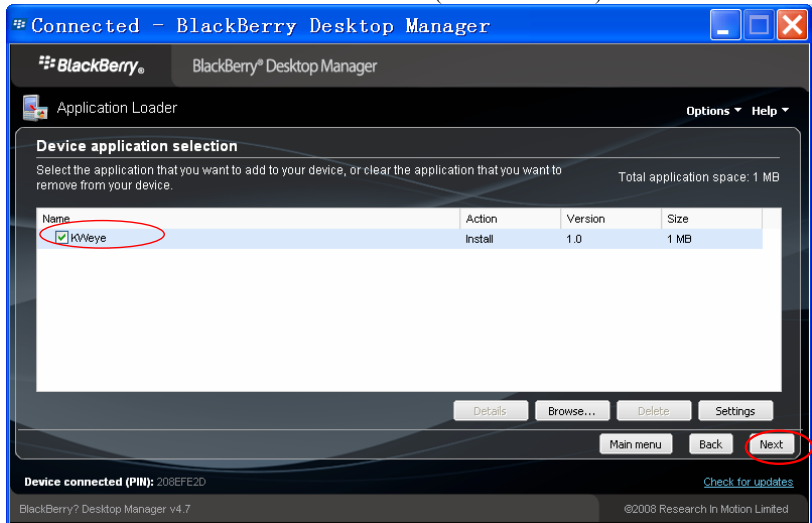 Connected - BlackBerry Desktop Manager
BlackBerry® BlackBerry® Desktop Manager
Application Loader Options Help
Device application selection
Select the application that you want to add to your device, or clear the application that you want to
remove from your device.
Total application space: 1 MB
Name Action Version Size
KWeye Install 1.0 1 MB
Details Browse... Delete Settings
Main menu Back Next
Device connected (PIN): 208EFE2D Check for updates
BlackBerry? Desktop Manager v4.7 ©2008 Research In Motion Limited